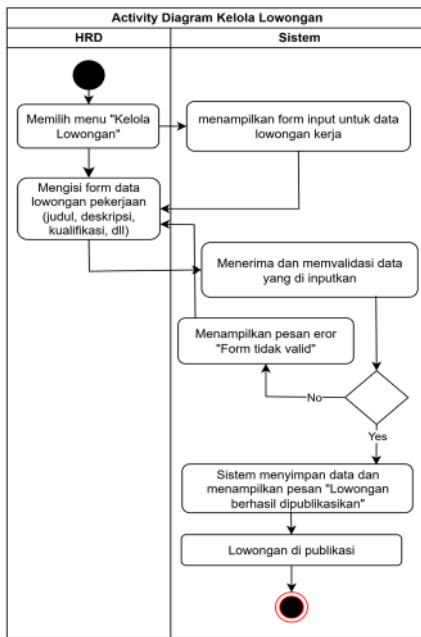 Activity Diagram Kelola Lowongan
HRD
Sistem
Memilih menu "Kelola
Lowongan"
menampilkan form input untuk data
lowongan kerja
Mengisi form data
lowongan pekerjaan
(judul, deskripsi,
kualifikasi, dll)
Menerima dan memvalidasi data
yang di inputkan
Menampilkan pesan eror
"Form tidak valid"
No
Yes
Sistem menyimpan data dan
menampilkan pesan "Lowongan
berhasil dipublikasikan"
Lowongan di publikasi